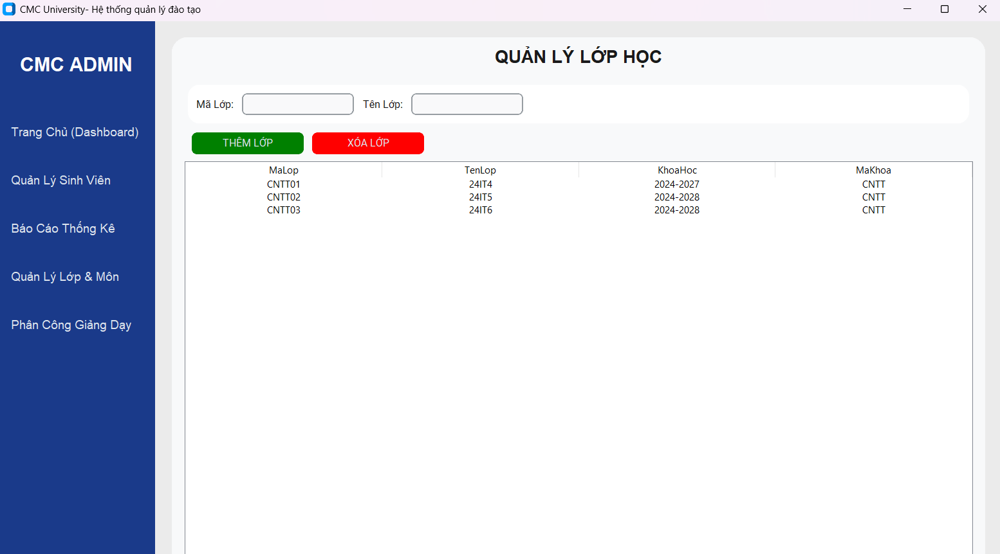 CMC University- Hệ thống quản lý đào tạo
CMC ADMIN
Trang Chủ (Dashboard)
Quản Lý Sinh Viên
Báo Cáo Thống Kê
Quản Lý Lớp & Môn
Phân Công Giảng Dạy
QUẢN LÝ LỚP HỌC
Mã Lớp: Tên Lớp:
THÊM LỚP XÓA LỚP
MaLop TenLop KhoaHoc MaKhoa
CNTT01 24IT4 2024-2027 CNTT
CNTT02 24IT5 2024-2028 CNTT
CNTT03 24IT6 2024-2028 CNTT